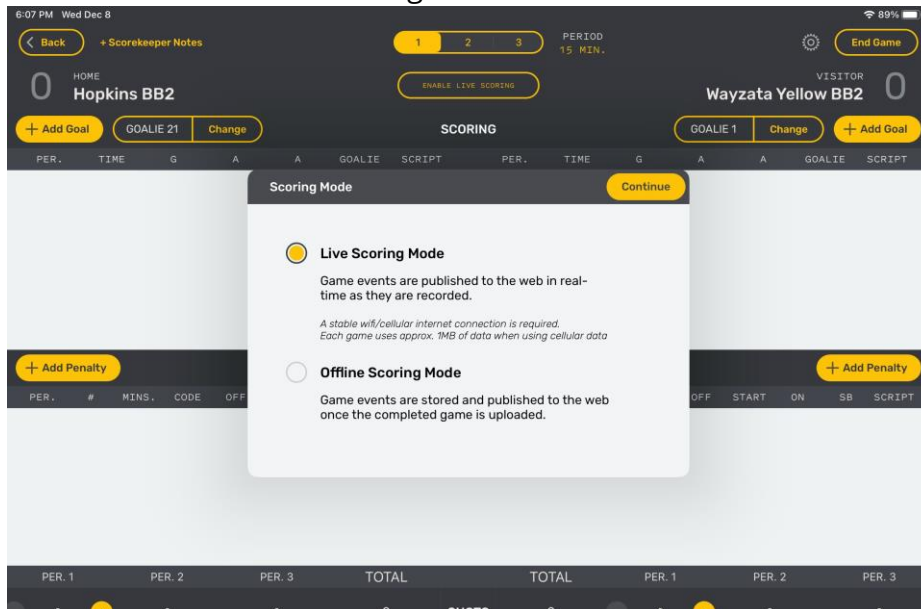 6:07 PM Wed Dec 8
89%
Back
+ Scorekeeper Notes
1 2 3
PERIOD
15 MIN.
End Game
0
HOME
Hopkins BB2
ENABLE LIVE SCORING
VISITOR
Wayzata Yellow BB2
0
+ Add Goal
GOALIE 21
Change
SCORING
GOALIE 1
Change
+ Add Goal
PER. TIME G A A GOALIE SCRIPT PER. TIME G A A GOALIE SCRIPT
Scoring Mode
Continue
Live Scoring Mode
Game events are published to the web in real-
time as they are recorded.
A stable wifi/cellular internet connection is required.
Each game uses approx. 1MB of data when using cellular data
+ Add Penalty
+ Add Penalty
Offline Scoring Mode
PER. # MINS. CODE OFF
OFF START ON SB SCRIPT
Game events are stored and published to the web
once the completed game is uploaded.
PER. 1 PER. 2 PER. 3 TOTAL TOTAL PER. 1 PER. 2 PER. 3